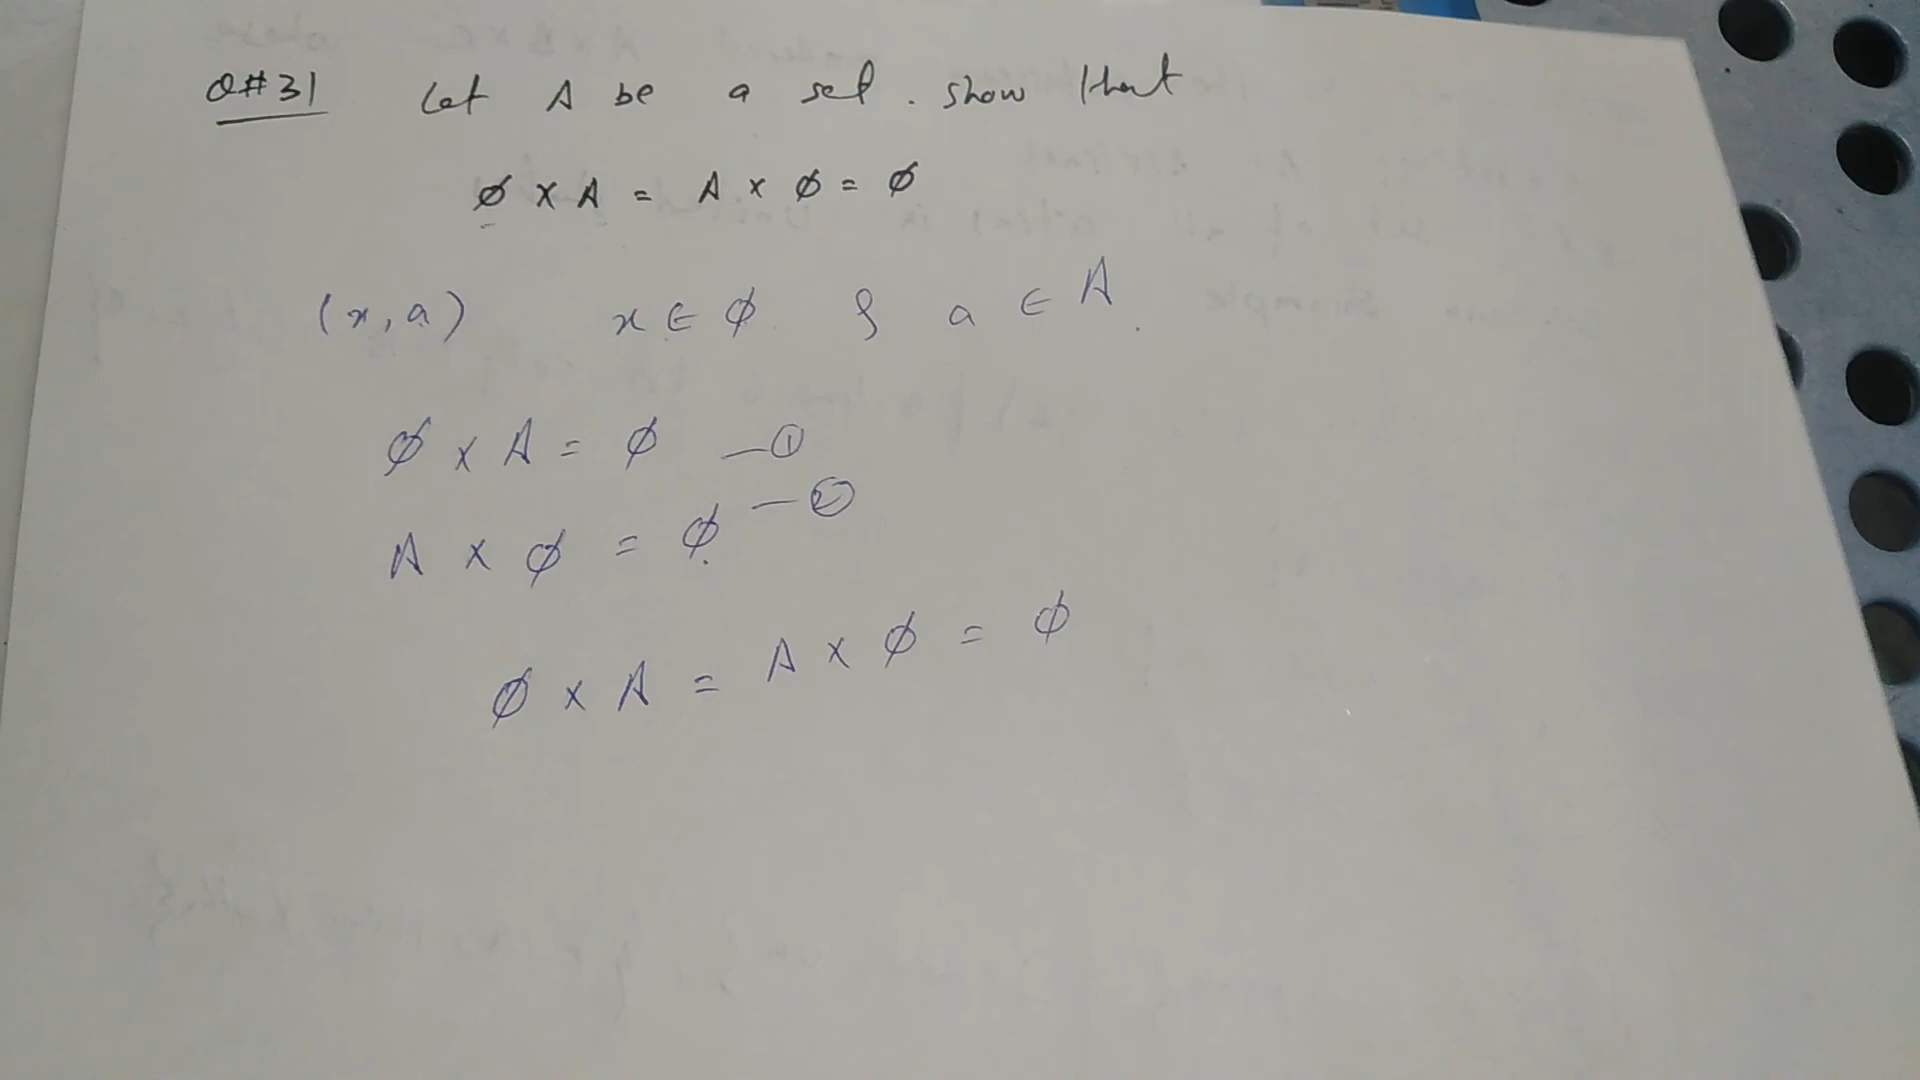 Q#31 Let A be a set. show that
∅ × A = A × ∅ = ∅
(x, a) x ∈ ∅ & a ∈ A.
∅ × A = ∅ —①
A × ∅ = ∅ —②
∅ × A = A × ∅ = ∅